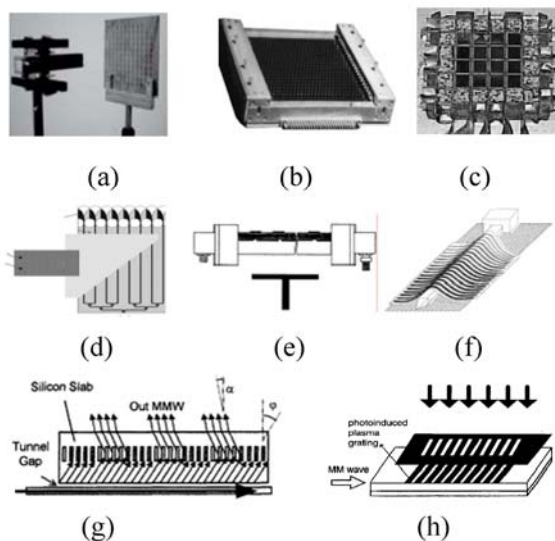 (a)
(b)
(c)
(d)
(e)
(f)
Silicon Slab
Out MMW
α
φ
Tunnel
Gap
photoinduced
plasma
grating
MM wave
(g)
(h)